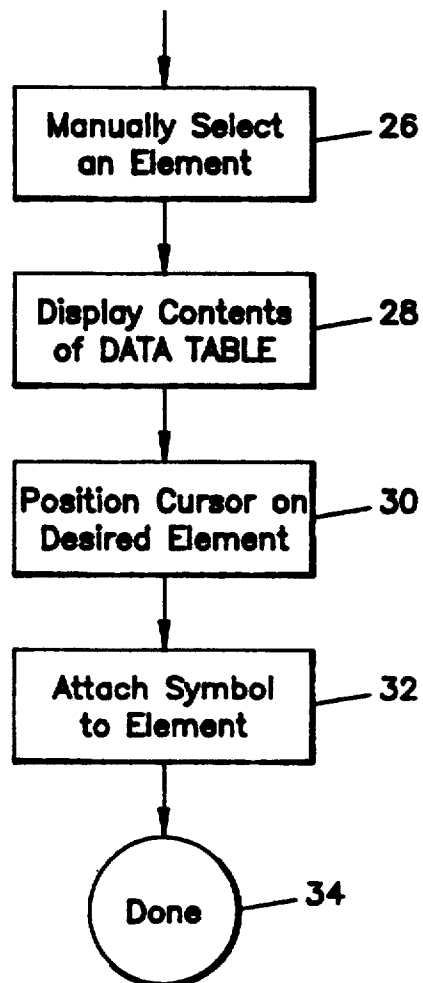 Manually Select
an Element
26
Display Contents
of DATA TABLE
28
Position Cursor on
Desired Element
30
Attach Symbol
to Element
32
Done
34